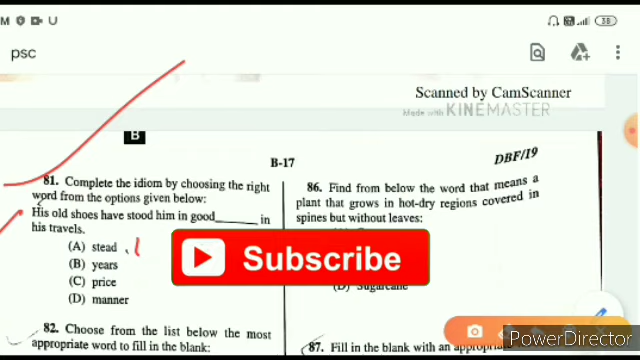 M
U
38
psc
Scanned by CamScanner
Made with KINEMASTER
B
B-17
DBF/19
81. Complete the idiom by choosing the right
word from the options given below:
His old shoes have stood him in good______ in
his travels.
(A) stead
(B) years
(C) price
(D) manner
82. Choose from the list below the most
appropriate word to fill in the blank:
86. Find from below the word that means a
plant that grows in hot-dry regions covered in
spines but without leaves:
Subscribe
(D) Sugarcane
87. Fill in the blank with an appropriate
PowerDirector